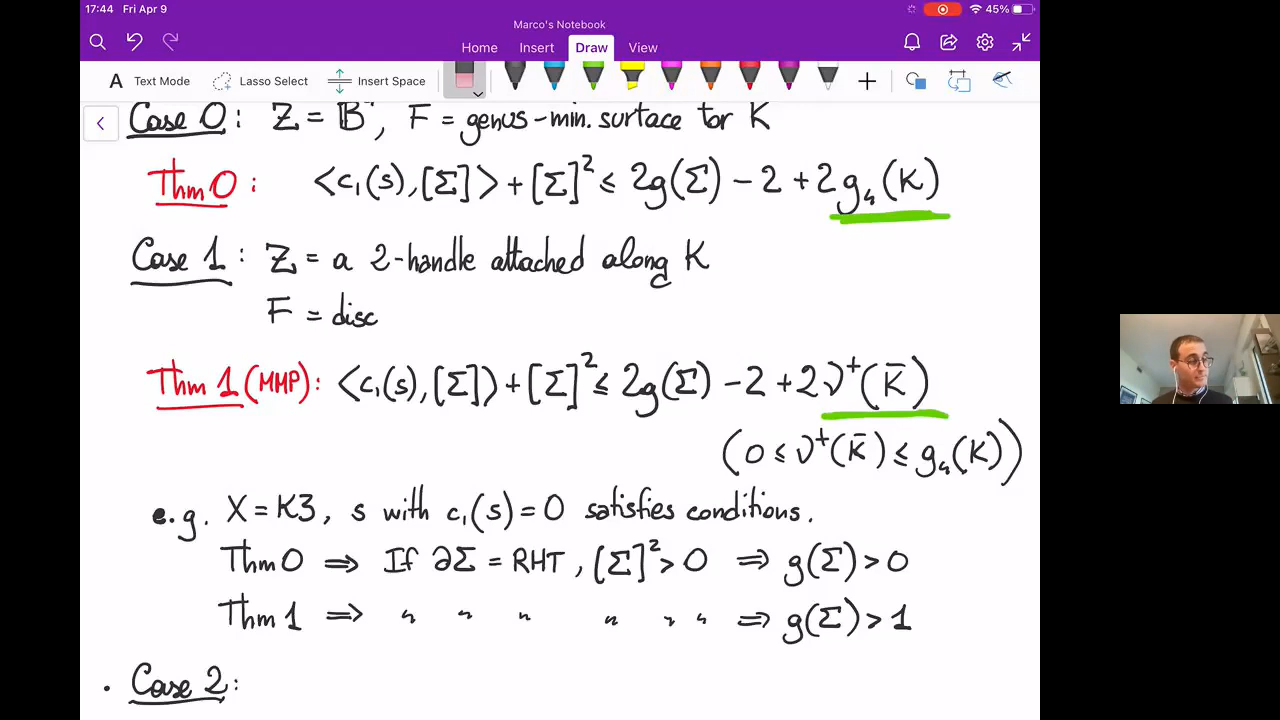 17:44 Fri Apr 9
45%
Marco's Notebook
Home Insert Draw View
A Text Mode Lasso Select Insert Space
Case 0: Z = B⁴, F = genus-min. surface for K
Thm 0: <c₁(s), [Σ]> + [Σ]² ≤ 2g(Σ) - 2 + 2g₄(K)
Case 1: Z = a 2-handle attached along K
F = disc
Thm 1 (MMP): <c₁(s), [Σ]> + [Σ]² ≤ 2g(Σ) - 2 + 2ν⁺(K̄)
(0 ≤ ν⁺(K̄) ≤ g₄(K))
e.g. X = K3, s with c₁(s) = 0 satisfies conditions.
Thm 0 ⇒ If ∂Σ = RHT, [Σ]² > 0 ⇒ g(Σ) > 0
Thm 1 ⇒ " " " " " " ⇒ g(Σ) > 1
• Case 2: